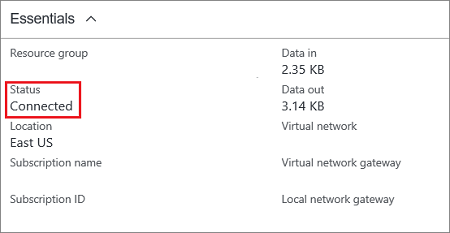 Essentials
Resource group
Data in
2.35 KB
Status
Connected
Data out
3.14 KB
Location
East US
Virtual network
Subscription name
Virtual network gateway
Subscription ID
Local network gateway